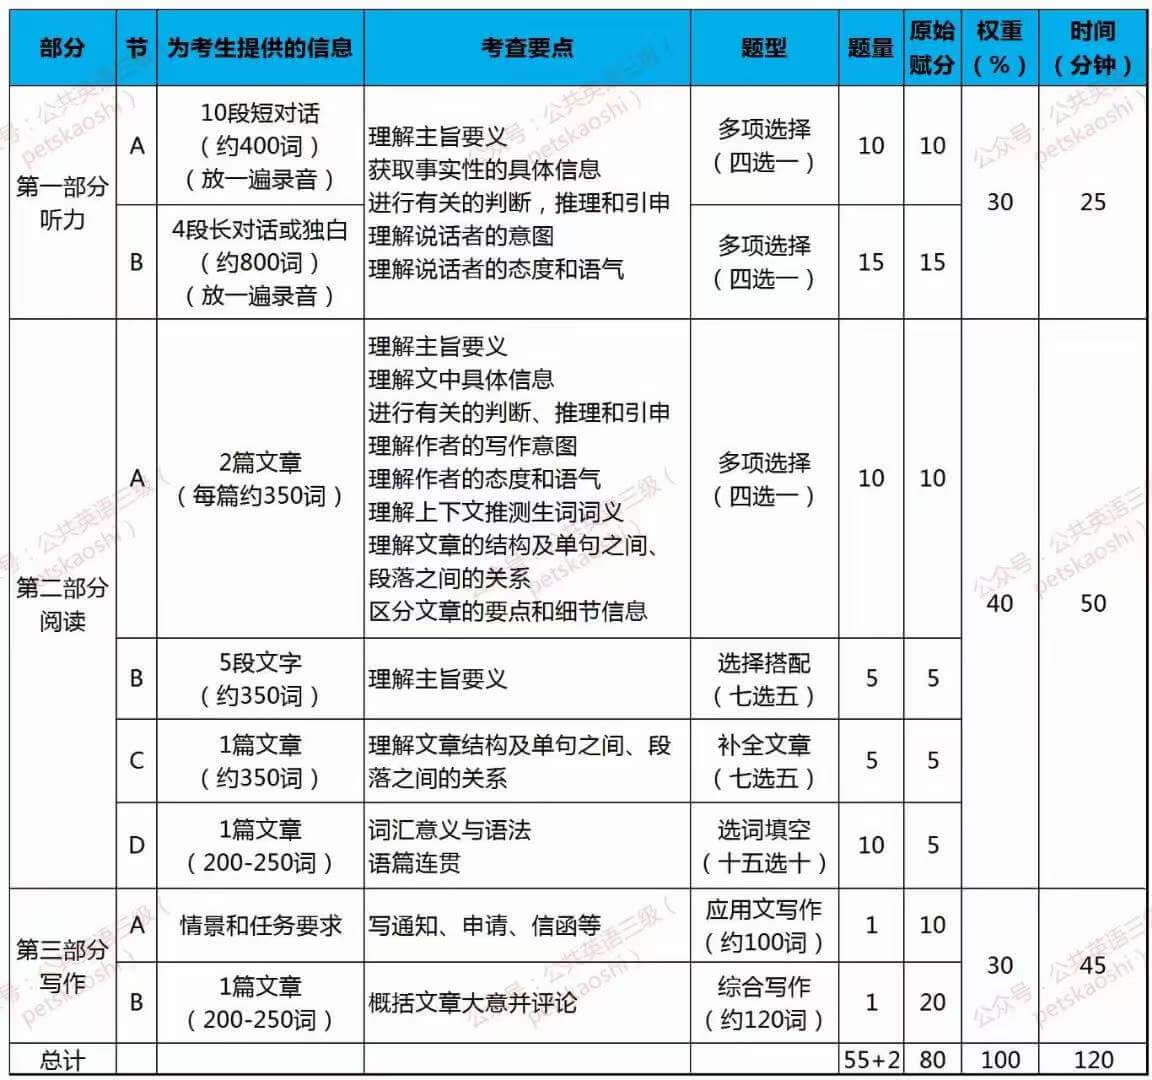 部分 节 为考生提供的信息 考查要点 题型 题量 原始赋分 权重（%） 时间（分钟）
第一部分
听力
A
10段短对话
（约400词）
（放一遍录音）
理解主旨要义
获取事实性的具体信息
进行有关的判断，推理和引申
理解说话者的意图
理解说话者的态度和语气
多项选择
（四选一）
10
10
30
25
B
4段长对话或独白
（约800词）
（放一遍录音）
多项选择
（四选一）
15
15
第二部分
阅读
A
2篇文章
（每篇约350词）
理解主旨要义
理解文中具体信息
进行有关的判断、推理和引申
理解作者的写作意图
理解作者的态度和语气
理解上下文推测生词词义
理解文章的结构及单句之间、
段落之间的关系
区分文章的要点和细节信息
多项选择
（四选一）
10
10
40
50
B
5段文字
（约350词）
理解主旨要义
选择搭配
（七选五）
5
5
C
1篇文章
（约350词）
理解文章结构及单句之间、段
落之间的关系
补全文章
（七选五）
5
5
D
1篇文章
（200-250词）
词汇意义与语法
语篇连贯
选词填空
（十五选十）
10
5
第三部分
写作
A
情景和任务要求
写通知、申请、信函等
应用文写作
（约100词）
1
10
30
45
B
1篇文章
（200-250词）
概括文章大意并评论
综合写作
（约120词）
1
20
总计 55+2 80 100 120
公众号：公共英语三级（
petskaoshi）